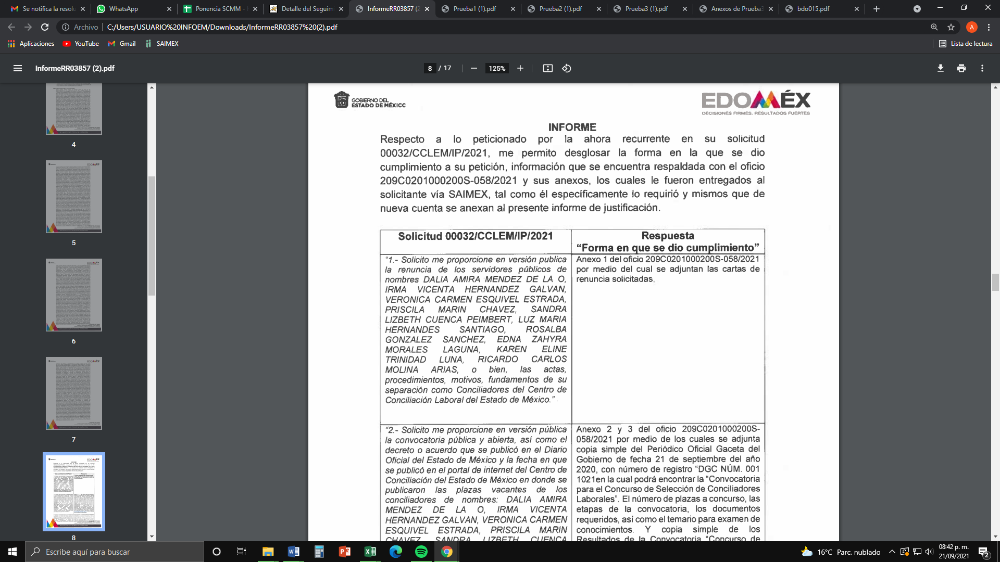 Se notifica la resolu
WhatsApp
Ponencia SCMM -
Detalle del Seguim
InformeRR03857 (2
Prueba1 (1).pdf
Prueba2 (1).pdf
Prueba3 (1).pdf
Anexos de Prueba3
bdo015.pdf
Archivo
C:/Users/USUARIO%20INFOEM/Downloads/InformeRR03857%20(2).pdf
A
Aplicaciones
YouTube
Gmail
SAIMEX
Lista de lectura
InformeRR03857 (2).pdf
8 / 17
125%
4
5
6
7
8
GOBIERNO DEL
ESTADO DE MÉXICO
EDOMÉX
DECISIONES FIRMES, RESULTADOS FUERTES
INFORME
Respecto a lo peticionado por la ahora recurrente en su solicitud
00032/CCLEM/IP/2021, me permito desglosar la forma en la que se dio
cumplimiento a su petición, información que se encuentra respaldada con el oficio
209C0201000200S-058/2021 y sus anexos, los cuales le fueron entregados al
solicitante vía SAIMEX, tal como él específicamente lo requirió y mismos que de
nueva cuenta se anexan al presente informe de justificación.
Solicitud 00032/CCLEM/IP/2021
Respuesta
“Forma en que se dio cumplimiento”
“1.- Solicito me proporcione en versión publica
la renuncia de los servidores públicos de
nombres DALIA AMIRA MENDEZ DE LA O,
IRMA VICENTA HERNANDEZ GALVAN,
VERONICA CARMEN ESQUIVEL ESTRADA,
PRISCILA MARIN CHAVEZ, SANDRA
LIZBETH CUENCA PEIMBERT, LUZ MARIA
HERNANDES SANTIAGO, ROSALBA
GONZALEZ SANCHEZ, EDNA ZAHYRA
MORALES LAGUNA, KAREN ELINE
TRINIDAD LUNA, RICARDO CARLOS
MOLINA ARIAS, o bien, las actas,
procedimientos, motivos, fundamentos de su
separación como Conciliadores del Centro de
Conciliación Laboral del Estado de México.”
Anexo 1 del oficio 209C0201000200S-058/2021
por medio del cual se adjuntan las cartas de
renuncia solicitadas.
“2.- Solicito me proporcione en versión pública
la convocatoria pública y abierta, así como el
decreto o acuerdo que se publicó en el Diario
Oficial del Estado de México y la fecha en que
se publicó en el portal de internet del Centro de
Conciliación del Estado de México en donde se
publicaron las plazas vacantes de los
conciliadores de nombres: DALIA AMIRA
MENDEZ DE LA O, IRMA VICENTA
HERNANDEZ GALVAN, VERONICA CARMEN
ESQUIVEL ESTRADA, PRISCILA MARIN
CHAVEZ, SANDRA LIZBETH CUENCA
Anexo 2 y 3 del oficio 209C0201000200S-
058/2021 por medio de los cuales se adjunta
copia simple del Periódico Oficial Gaceta del
Gobierno de fecha 21 de septiembre del año
2020, con número de registro “DGC NÚM. 001
1021en la cual podrá encontrar la “Convocatoria
para el Concurso de Selección de Conciliadores
Laborales”. El número de plazas a concurso, las
etapas de la convocatoria, los documentos
requeridos, así como el temario para examen de
conocimientos. Y copia simple de los
Resultados de la Convocatoria “Concurso de
Escribe aquí para buscar
16°C Parc. nublado
08:42 p. m.
21/09/2021
2